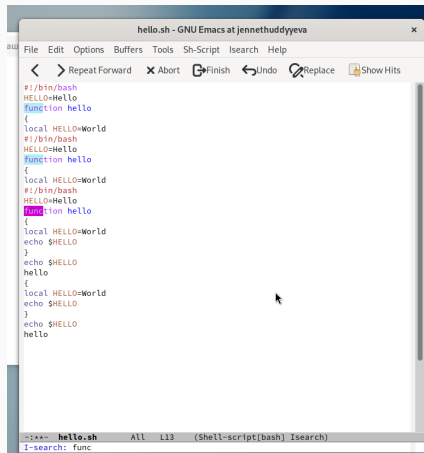 hello.sh - GNU Emacs at jennethuddyyeva
File Edit Options Buffers Tools Sh-Script Isearch Help
Repeat Forward Abort Finish Undo Replace Show Hits
#!/bin/bash
HELLO=Hello
function hello
{
local HELLO=World
#!/bin/bash
HELLO=Hello
function hello
{
local HELLO=World
#!/bin/bash
HELLO=Hello
function hello
{
local HELLO=World
echo $HELLO
}
echo $HELLO
hello
{
local HELLO=World
echo $HELLO
}
echo $HELLO
hello
-:**- hello.sh All L13 (Shell-script[bash] Isearch)
I-search: func